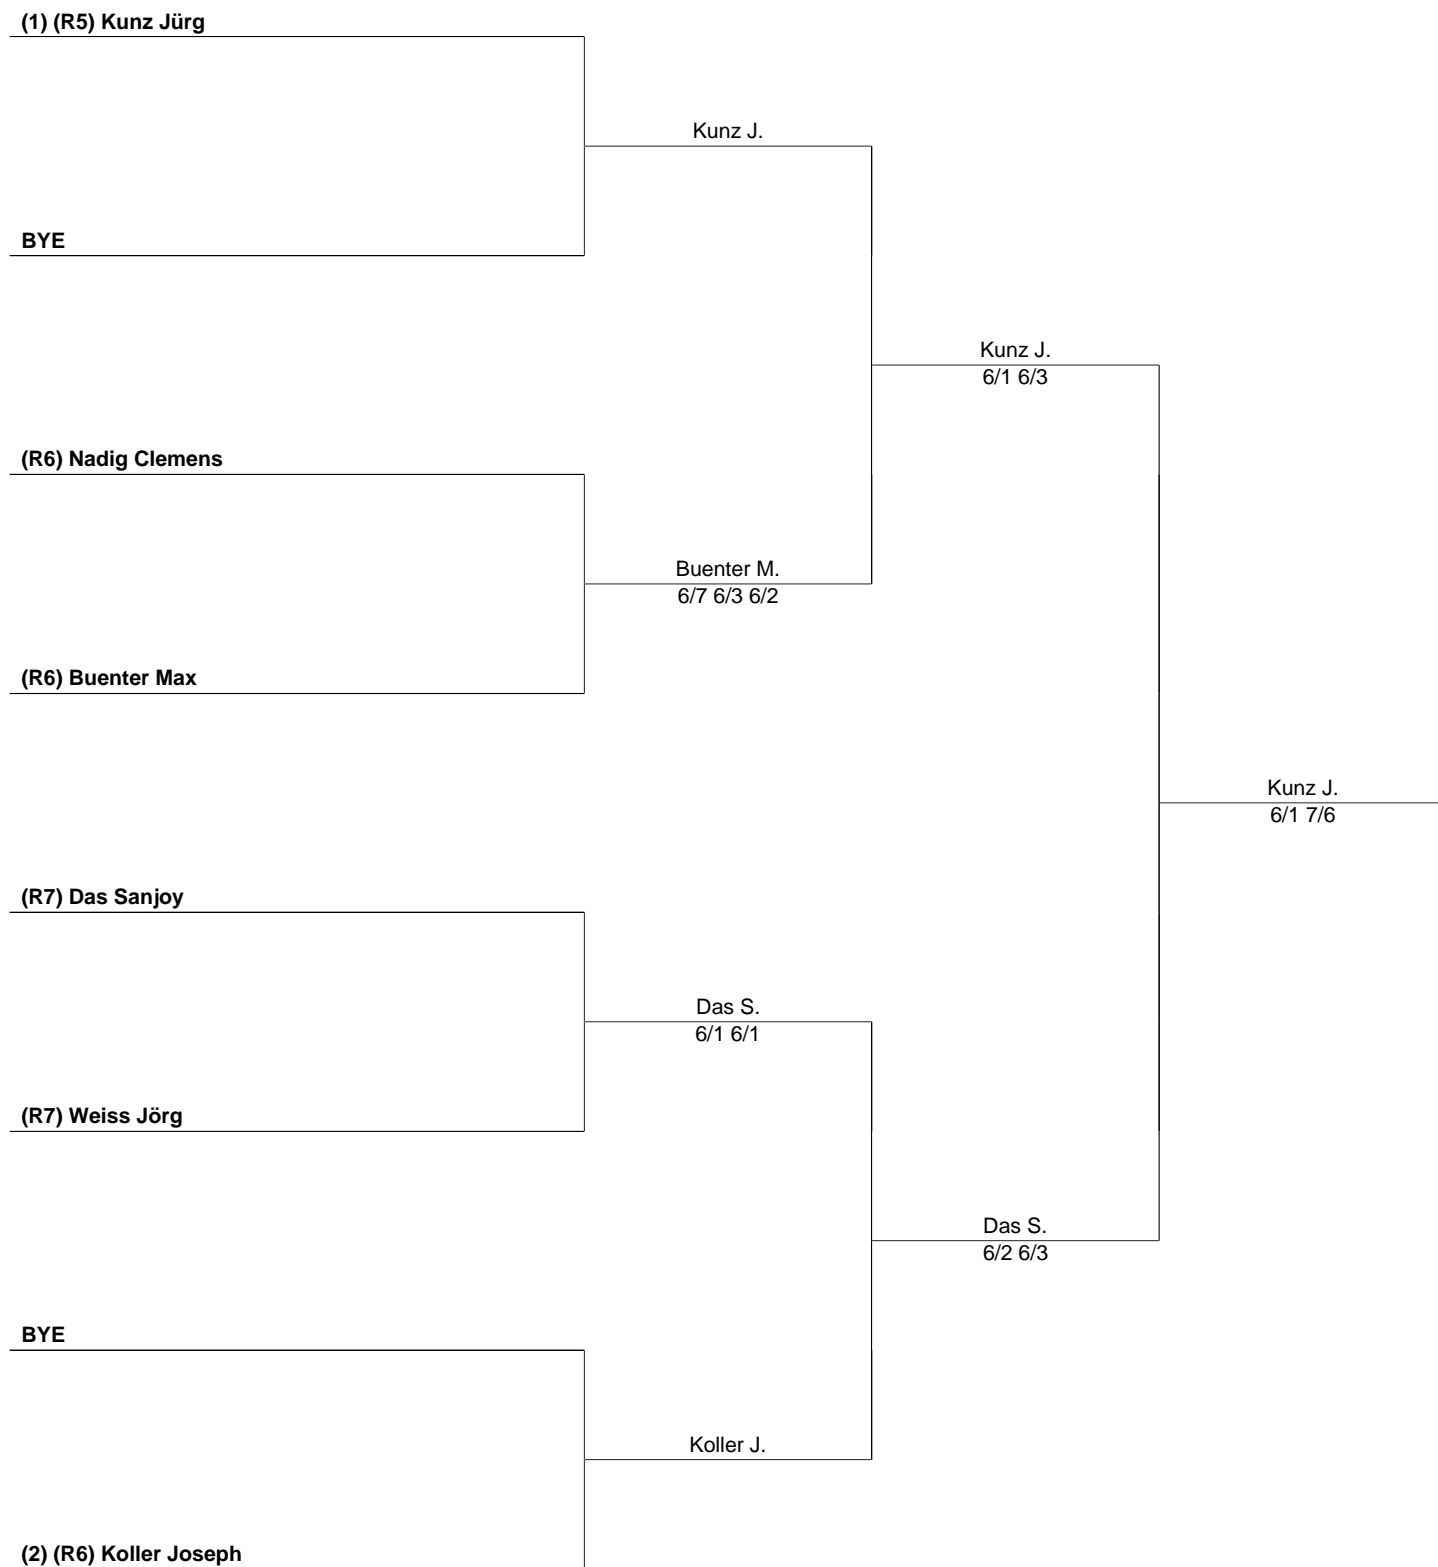 (1) (R5) Kunz Jürg
Kunz J.
BYE
Kunz J.
6/1 6/3
(R6) Nadig Clemens
Buenter M.
6/7 6/3 6/2
(R6) Buenter Max
Kunz J.
6/1 7/6
(R7) Das Sanjoy
Das S.
6/1 6/1
(R7) Weiss Jörg
Das S.
6/2 6/3
BYE
Koller J.
(2) (R6) Koller Joseph